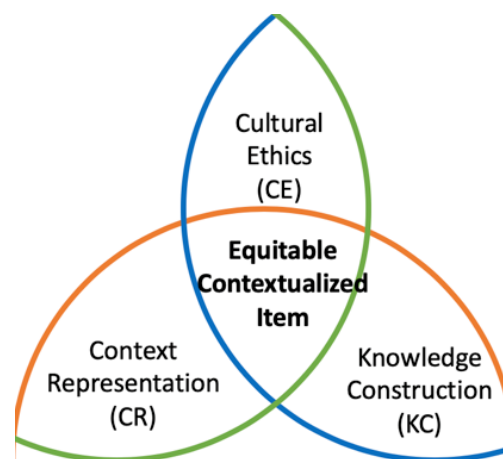 Cultural
Ethics
(CE)
Equitable
Contextualized
Item
Context
Representation
(CR)
Knowledge
Construction
(KC)